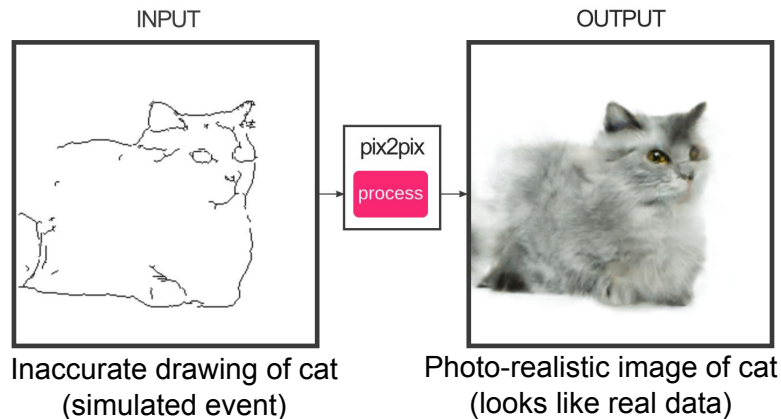 INPUT
OUTPUT
pix2pix
process
Inaccurate drawing of cat
(simulated event)
Photo-realistic image of cat
(looks like real data)